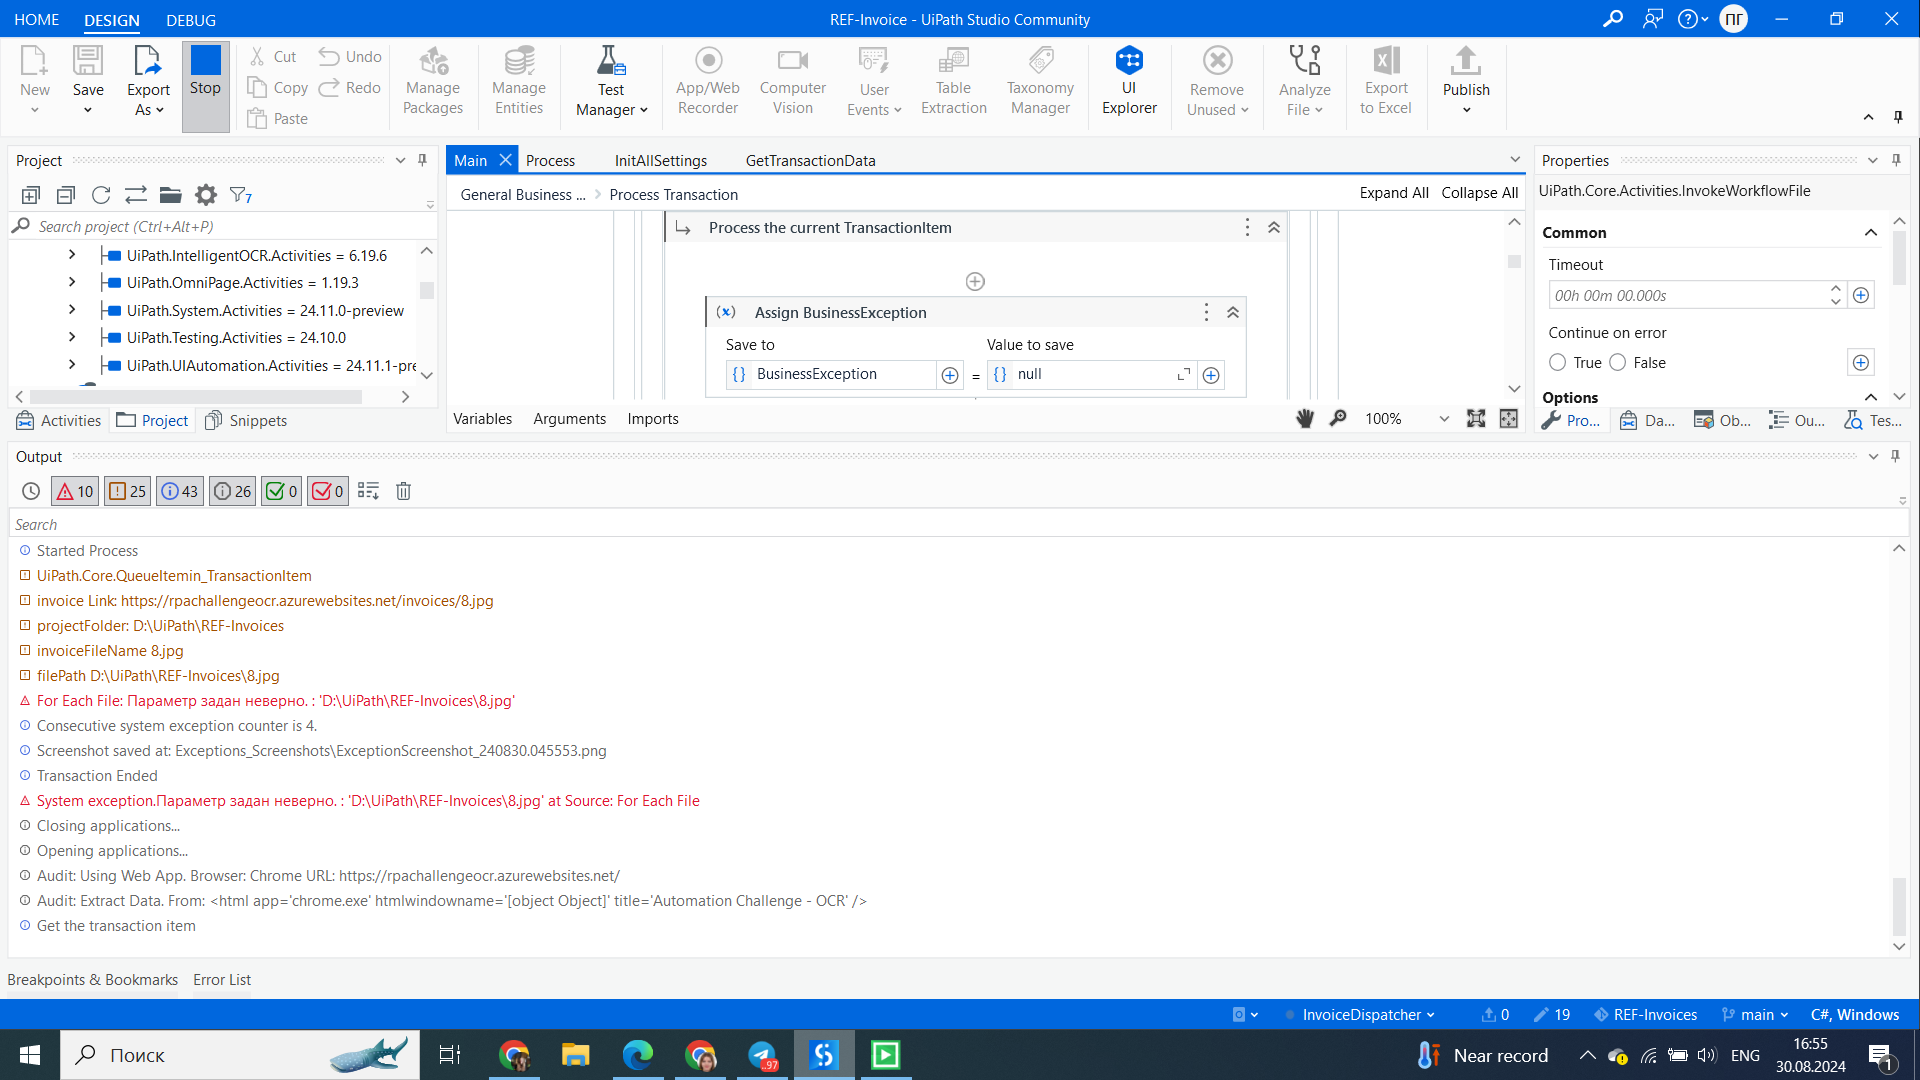 HOME DESIGN DEBUG REF-Invoice - UiPath Studio Community ПГ
New Save Export As Stop Cut Copy Paste Undo Redo Manage Packages Manage Entities Test Manager App/Web Recorder Computer Vision User Events Table Extraction Taxonomy Manager UI Explorer Remove Unused Analyze File Export to Excel Publish
Project
7
Search project (Ctrl+Alt+P)
UiPath.IntelligentOCR.Activities = 6.19.6
UiPath.OmniPage.Activities = 1.19.3
UiPath.System.Activities = 24.11.0-preview
UiPath.Testing.Activities = 24.10.0
UiPath.UIAutomation.Activities = 24.11.1-pre
Activities Project Snippets
Main Process InitAllSettings GetTransactionData
General Business ... Process Transaction Expand All Collapse All
Process the current TransactionItem
Assign BusinessException
Save to Value to save
BusinessException = null
Variables Arguments Imports 100%
Properties
UiPath.Core.Activities.InvokeWorkflowFile
Common
Timeout
00h 00m 00.000s
Continue on error
True False
Options
Pro... Da... Ob... Ou... Tes...
Output
10 25 43 26 0 0
Search
Started Process
UiPath.Core.QueueItemin_TransactionItem
invoice Link: https://rpachallengeocr.azurewebsites.net/invoices/8.jpg
projectFolder: D:\UiPath\REF-Invoices
invoiceFileName 8.jpg
filePath D:\UiPath\REF-Invoices\8.jpg
For Each File: Параметр задан неверно. : 'D:\UiPath\REF-Invoices\8.jpg'
Consecutive system exception counter is 4.
Screenshot saved at: Exceptions_Screenshots\ExceptionScreenshot_240830.045553.png
Transaction Ended
System exception.Параметр задан неверно. : 'D:\UiPath\REF-Invoices\8.jpg' at Source: For Each File
Closing applications...
Opening applications...
Audit: Using Web App. Browser: Chrome URL: https://rpachallengeocr.azurewebsites.net/
Audit: Extract Data. From: <html app='chrome.exe' htmlwindowname='[object Object]' title='Automation Challenge - OCR' />
Get the transaction item
Breakpoints & Bookmarks Error List
InvoiceDispatcher 0 19 REF-Invoices main C#, Windows
Поиск ..97 Near record ENG 16:55
30.08.2024 1